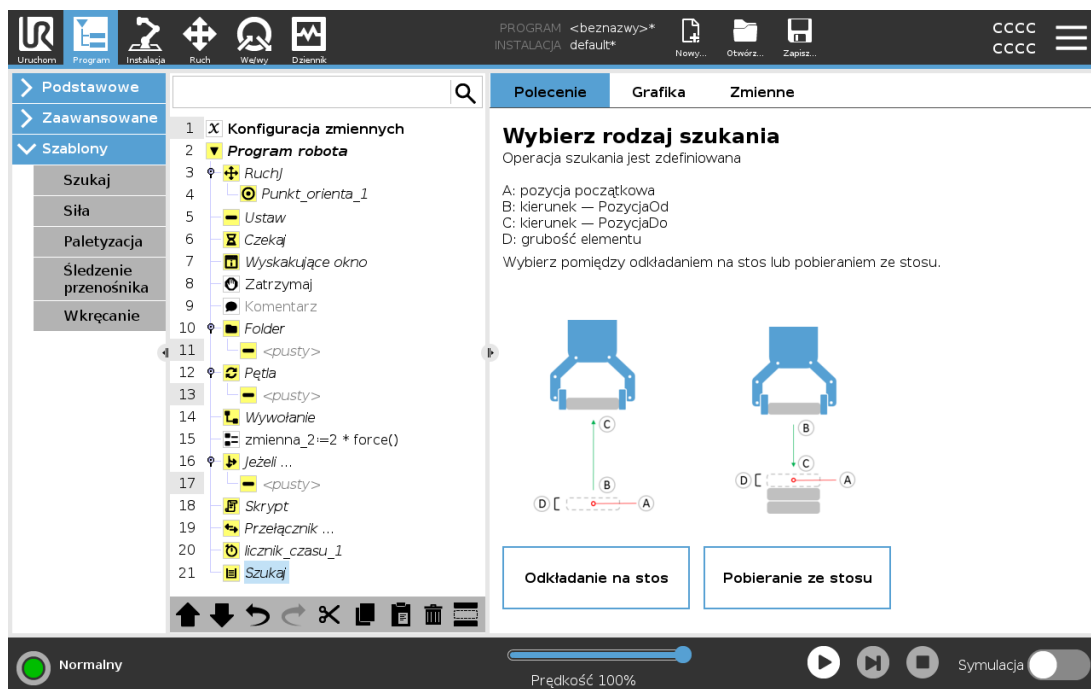 PROGRAM <beznazwy>*
INSTALACJA default*
Uruchom
Program
Instalacja
Ruch
We/wy
Dziennik
Nowy...
Otwórz...
Zapisz...
CCCC
CCCC
Podstawowe
Zaawansowane
Szablony
Szukaj
Siła
Paletyzacja
Śledzenie
przenośnika
Wkręcanie
1 X Konfiguracja zmiennych
2 Program robota
3 RuchJ
4 Punkt_orienta_1
5 Ustaw
6 Czekaj
7 Wyskakujące okno
8 Zatrzymaj
9 Komentarz
10 Folder
11 <pusty>
12 Pętla
13 <pusty>
14 Wywołanie
15 zmienna_2:=2 * force()
16 Jeżeli ...
17 <pusty>
18 Skrypt
19 Przełącznik ...
20 licznik_czasu_1
21 Szukaj
Polecenie Grafika Zmienne
Wybierz rodzaj szukania
Operacja szukania jest zdefiniowana
A: pozycja początkowa
B: kierunek — PozycjaOd
C: kierunek — PozycjaDo
D: grubość elementu
Wybierz pomiędzy odkładaniem na stos lub pobieraniem ze stosu.
C
B
D
A
B
C
D
A
Odkładanie na stos
Pobieranie ze stosu
Normalny
Prędkość 100%
Symulacja